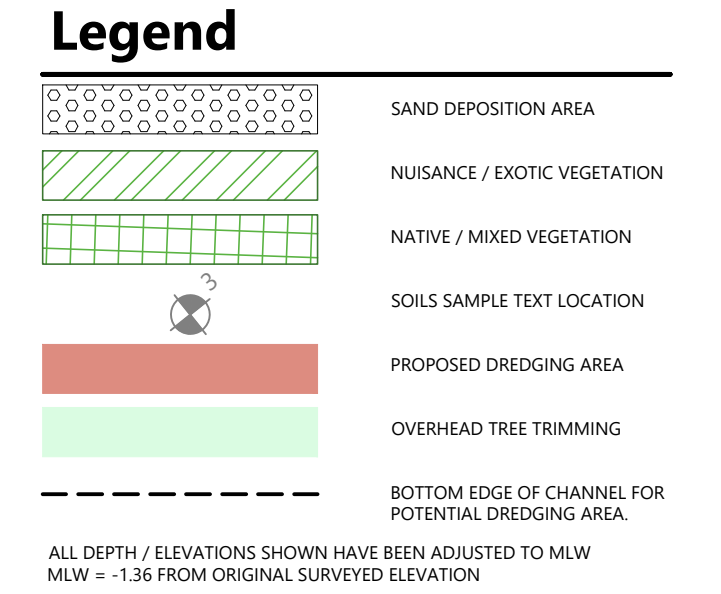 Legend
SAND DEPOSITION AREA
NUISANCE / EXOTIC VEGETATION
NATIVE / MIXED VEGETATION
3
SOILS SAMPLE TEXT LOCATION
PROPOSED DREDGING AREA
OVERHEAD TREE TRIMMING
BOTTOM EDGE OF CHANNEL FOR
POTENTIAL DREDGING AREA.
ALL DEPTH / ELEVATIONS SHOWN HAVE BEEN ADJUSTED TO MLW
MLW = -1.36 FROM ORIGINAL SURVEYED ELEVATION